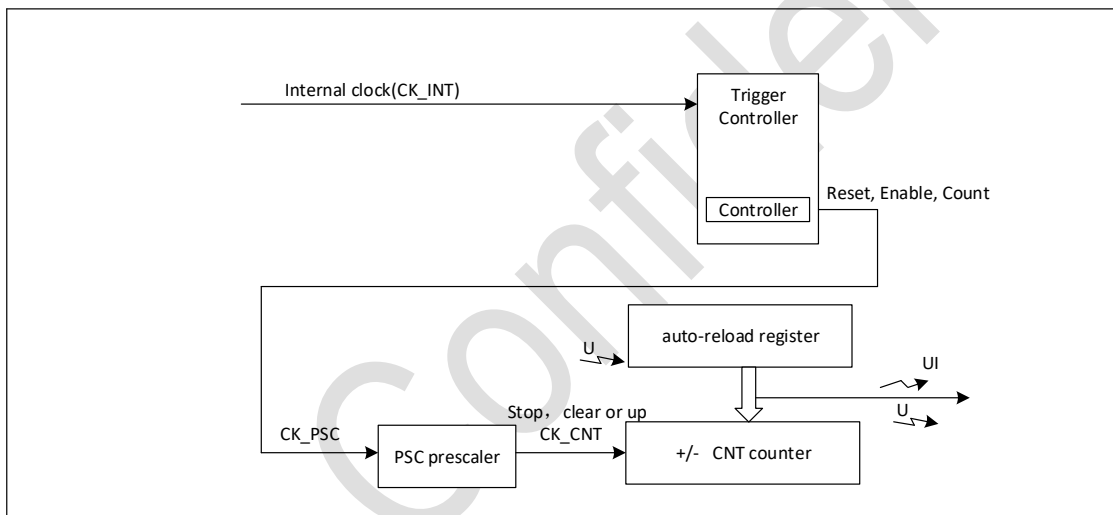 Internal clock(CK_INT)
Trigger
Controller
Controller
Reset, Enable, Count
auto-reload register
U
UI
U
Stop，clear or up
CK_PSC
CK_CNT
PSC prescaler
+/- CNT counter
Confiden